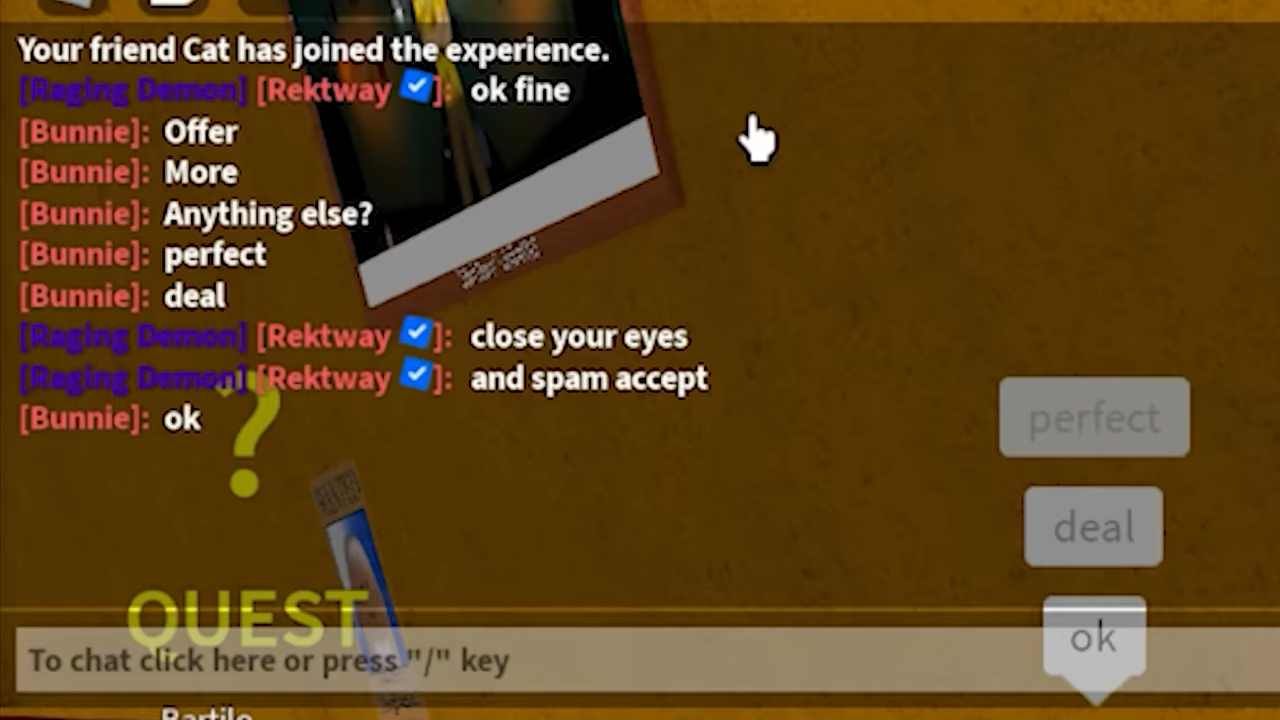 Your friend Cat has joined the experience.
[Raging Demon] [Rektway ]: ok fine
[Bunnie]: Offer
[Bunnie]: More
[Bunnie]: Anything else?
[Bunnie]: perfect
[Bunnie]: deal
[Raging Demon] [Rektway ]: close your eyes
[Raging Demon] [Rektway ]: and spam accept
[Bunnie]: ok
?
perfect
deal
ok
QUEST
To chat click here or press "/" key
Bartilo